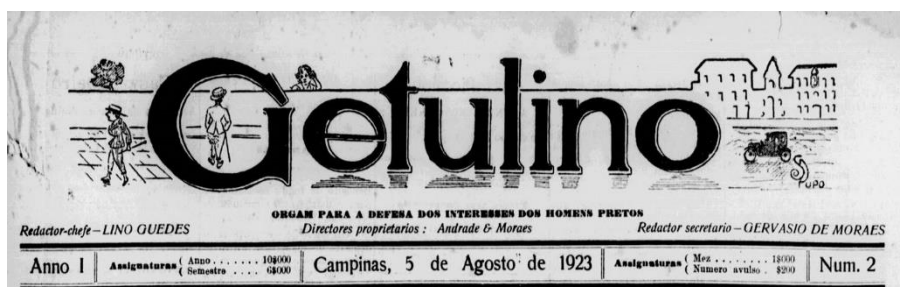 Getulino
PUPO
ORGAM PARA A DEFESA DOS INTERESSES DOS HOMENS PRETOS
Redactor-chefe – LINO GUEDES Directores proprietarios : Andrade & Moraes Redactor secretario – GERVASIO DE MORAES
Anno I Assignaturas ( Anno . . . . . . . 10$000 Campinas, 5 de Agosto de 1923 Assignaturas ( Mez . . . . . . . . 1$000 Num. 2
( Semestre . . . . 6$000 ( Numero avulso . $200